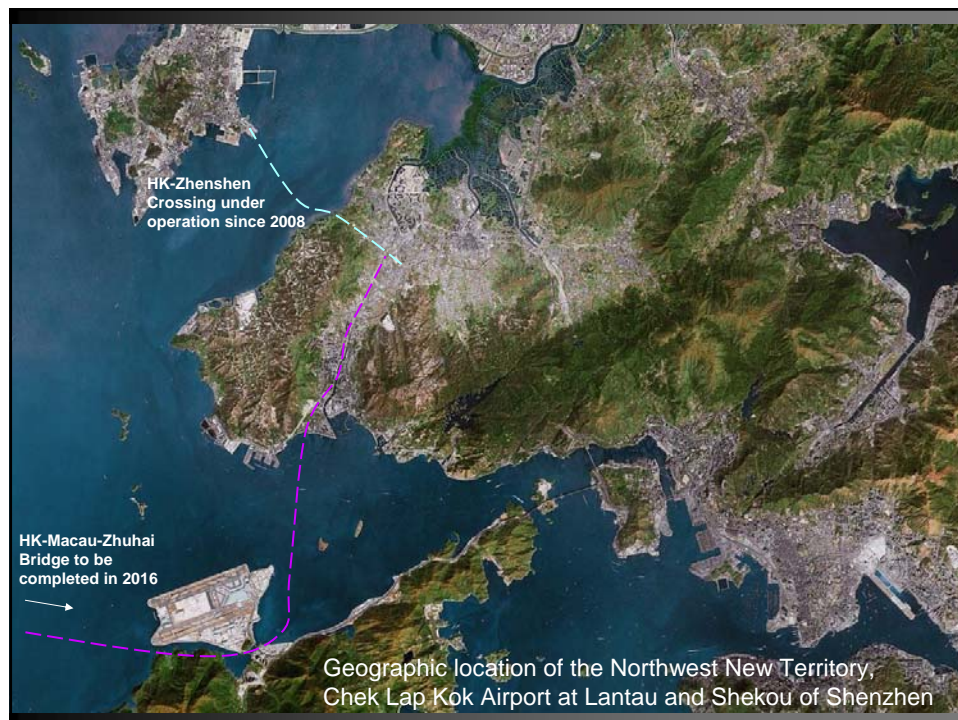 HK-Zhenshen
Crossing under
operation since 2008
HK-Macau-Zhuhai
Bridge to be
completed in 2016
Geographic location of the Northwest New Territory,
Chek Lap Kok Airport at Lantau and Shekou of Shenzhen